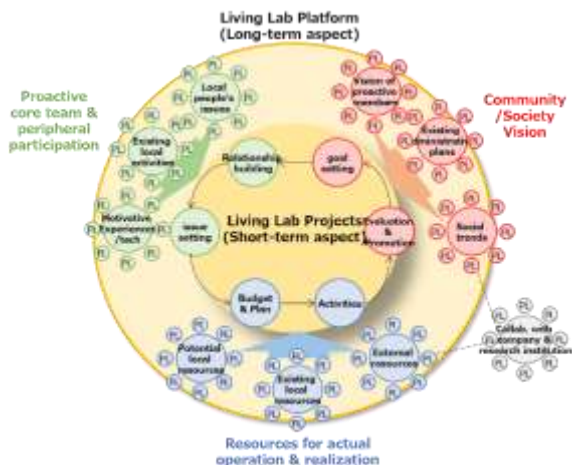 Living Lab Platform
(Long-term aspect)
Proactive
core team &
peripheral
participation
Local
people's
issues
Existing
local
activities
Motivative
Experiences
/tech
Vision of
proactive
members
Existing
plans
Social
trends
Community
/Society
Vision
Relationship
building
goal
setting
issue
setting
Living Lab Projects
(Short-term aspect)
Evaluation
&
Promotion
Budget
& Plan
Activities
Potential
local
resources
Existing
local
resources
External
resources
Collab. with
company &
research institution
PL
Resources for actual
operation & realization